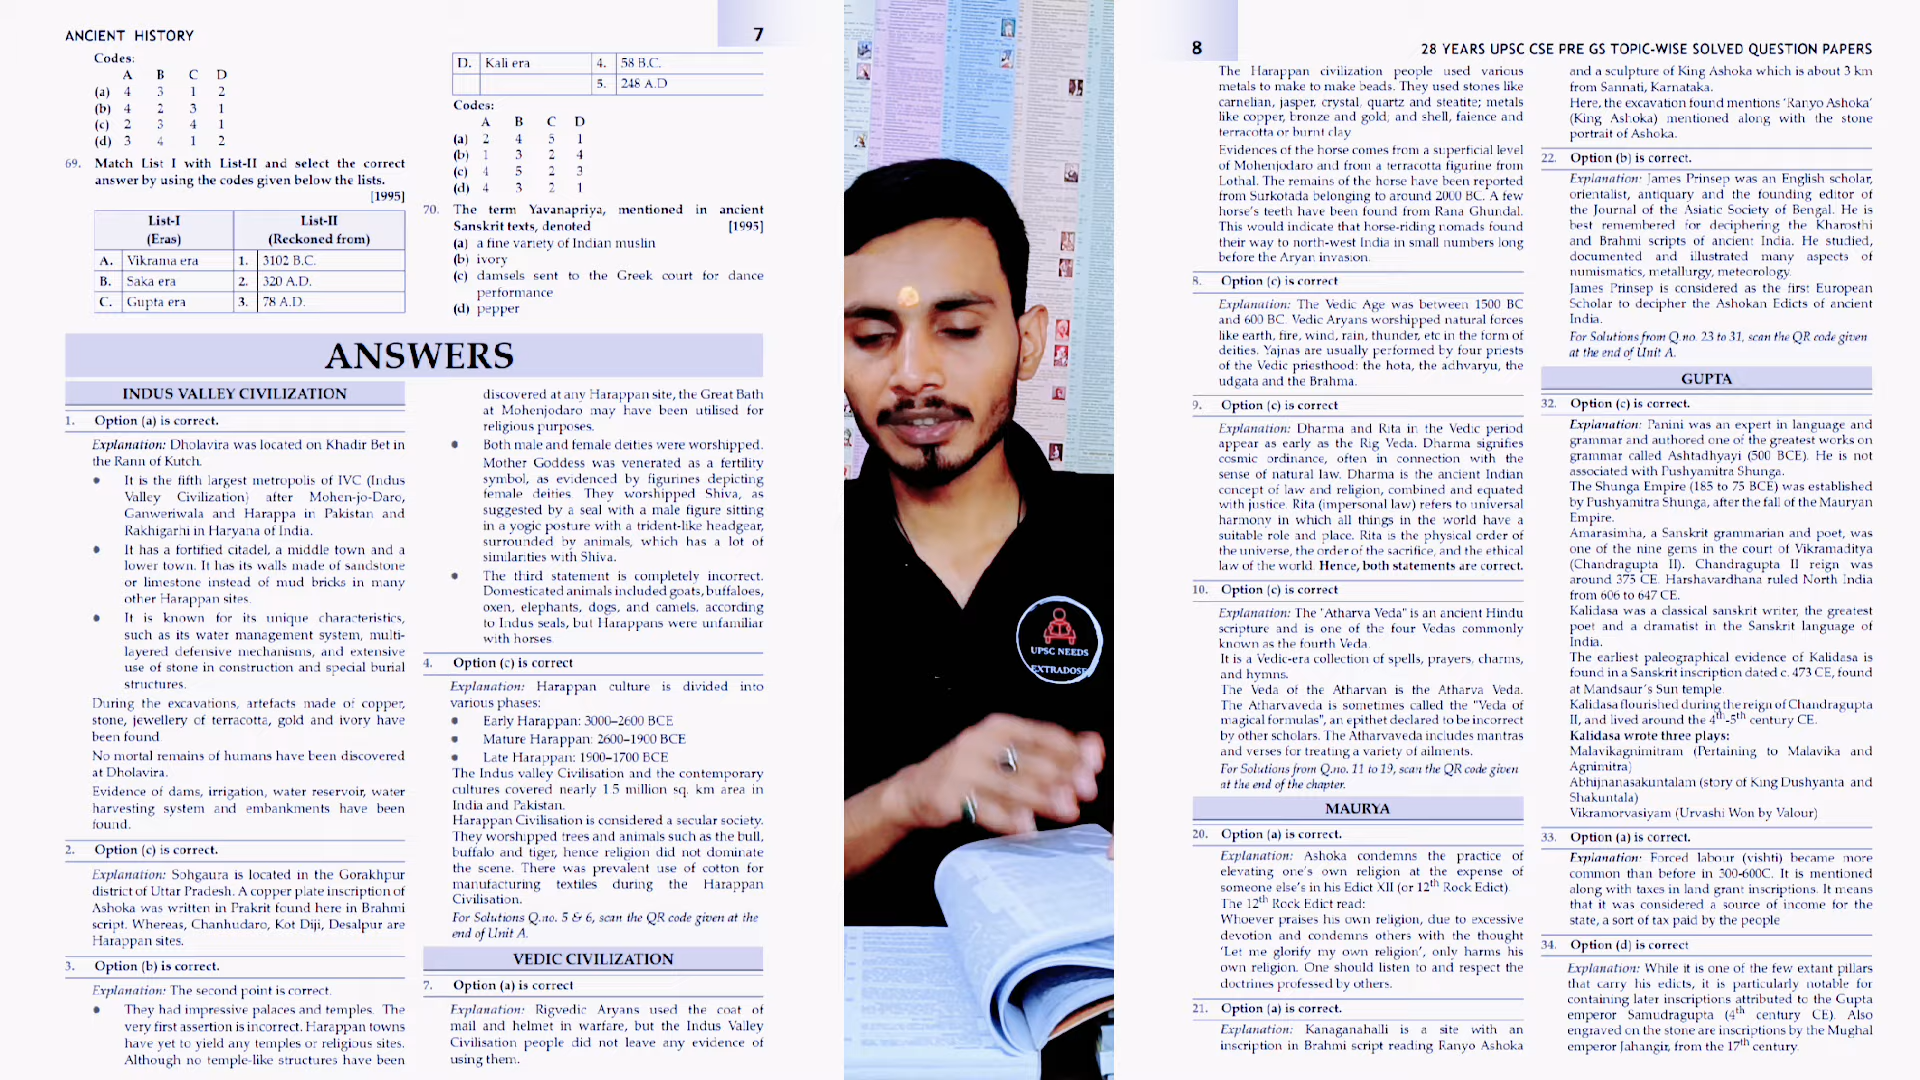 ANCIENT HISTORY
7
Codes:
A B C D
(a) 4 3 1 2
(b) 4 2 3 1
(c) 2 3 4 1
(d) 3 4 1 2
69. Match List I with List-II and select the correct
answer by using the codes given below the lists.
[1995]
List-I
(Eras)
List-II
(Reckoned from)
A. Vikrama era 1. 3102 B.C.
B. Saka era 2. 320 A.D.
C. Gupta era 3. 78 A.D.
D. Kali era 4. 58 B.C.
5. 248 A.D
Codes:
A B C D
(a) 2 4 5 1
(b) 1 3 2 4
(c) 4 5 2 3
(d) 4 3 2 1
70. The term Yavanapriya, mentioned in ancient
Sanskrit texts, denoted [1995]
(a) a fine variety of Indian muslin
(b) ivory
(c) damsels sent to the Greek court for dance
performance
(d) pepper
ANSWERS
INDUS VALLEY CIVILIZATION
1. Option (a) is correct.
Explanation: Dholavira was located on Khadir Bet in
the Rann of Kutch.
• It is the fifth largest metropolis of IVC (Indus
Valley Civilization) after Mohen-jo-Daro,
Ganweriwala and Harappa in Pakistan and
Rakhigarhi in Haryana of India.
• It has a fortified citadel, a middle town and a
lower town. It has its walls made of sandstone
or limestone instead of mud bricks in many
other Harappan sites.
• It is known for its unique characteristics,
such as its water management system, multi-
layered defensive mechanisms, and extensive
use of stone in construction and special burial
structures.
During the excavations, artefacts made of copper,
stone, jewellery of terracotta, gold and ivory have
been found.
No mortal remains of humans have been discovered
at Dholavira.
Evidence of dams, irrigation, water reservoir, water
harvesting system and embankments have been
found.
2. Option (c) is correct.
Explanation: Sohgaura is located in the Gorakhpur
district of Uttar Pradesh. A copper plate inscription of
Ashoka was written in Prakrit found here in Brahmi
script. Whereas, Chanhudaro, Kot Diji, Desalpur are
Harappan sites.
3. Option (b) is correct.
Explanation: The second point is correct.
• They had impressive palaces and temples. The
very first assertion is incorrect. Harappan towns
have yet to yield any temples or religious sites.
Although no temple-like structures have been
discovered at any Harappan site, the Great Bath
at Mohenjodaro may have been utilised for
religious purposes.
• Both male and female deities were worshipped.
Mother Goddess was venerated as a fertility
symbol, as evidenced by figurines depicting
female deities. They worshipped Shiva, as
suggested by a seal with a male figure sitting
in a yogic posture with a trident-like headgear,
surrounded by animals, which has a lot of
similarities with Shiva.
• The third statement is completely incorrect.
Domesticated animals included goats, buffaloes,
oxen, elephants, dogs, and camels, according
to Indus seals, but Harappans were unfamiliar
with horses.
4. Option (c) is correct
Explanation: Harappan culture is divided into
various phases:
• Early Harappan: 3000–2600 BCE
• Mature Harappan: 2600–1900 BCE
• Late Harappan: 1900–1700 BCE
The Indus valley Civilisation and the contemporary
cultures covered nearly 1.5 million sq. km area in
India and Pakistan.
Harappan Civilisation is considered a secular society.
They worshipped trees and animals such as the bull,
buffalo and tiger, hence religion did not dominate
the scene. There was prevalent use of cotton for
manufacturing textiles during the Harappan
Civilisation.
For Solutions Q.no. 5 & 6, scan the QR code given at the
end of Unit A.
VEDIC CIVILIZATION
7. Option (a) is correct
Explanation: Rigvedic Aryans used the coat of
mail and helmet in warfare, but the Indus Valley
Civilisation people did not leave any evidence of
using them.
UPSC NEEDS
EXTRADOSE
8
28 YEARS UPSC CSE PRE GS TOPIC-WISE SOLVED QUESTION PAPERS
The Harappan civilization people used various
metals to make to make beads. They used stones like
carnelian, jasper, crystal, quartz and steatite; metals
like copper, bronze and gold; and shell, faience and
terracotta or burnt clay
Evidences of the horse comes from a superficial level
of Mohenjodaro and from a terracotta figurine from
Lothal. The remains of the horse have been reported
from Surkotada belonging to around 2000 BC. A few
horse's teeth have been found from Rana Ghundal.
This would indicate that horse-riding nomads found
their way to north-west India in small numbers long
before the Aryan invasion.
8. Option (c) is correct
Explanation: The Vedic Age was between 1500 BC
and 600 BC. Vedic Aryans worshipped natural forces
like earth, fire, wind, rain, thunder, etc in the form of
deities. Yajnas are usually performed by four priests
of the Vedic priesthood: the hota, the adhvaryu, the
udgata and the Brahma.
9. Option (c) is correct
Explanation: Dharma and Rita in the Vedic period
appear as early as the Rig Veda. Dharma signifies
cosmic ordinance, often in connection with the
sense of natural law. Dharma is the ancient Indian
concept of law and religion, combined and equated
with justice. Rita (impersonal law) refers to universal
harmony in which all things in the world have a
suitable role and place. Rita is the physical order of
the universe, the order of the sacrifice, and the ethical
law of the world. Hence, both statements are correct.
10. Option (c) is correct
Explanation: The "Atharva Veda" is an ancient Hindu
scripture and is one of the four Vedas commonly
known as the fourth Veda.
It is a Vedic-era collection of spells, prayers, charms,
and hymns.
The Veda of the Atharvan is the Atharva Veda.
The Atharvaveda is sometimes called the "Veda of
magical formulas", an epithet declared to be incorrect
by other scholars. The Atharvaveda includes mantras
and verses for treating a variety of ailments.
For Solutions from Q.no. 11 to 19, scan the QR code given
at the end of the chapter.
MAURYA
20. Option (a) is correct.
Explanation: Ashoka condemns the practice of
elevating one's own religion at the expense of
someone else's in his Edict XII (or 12th Rock Edict)
The 12th Rock Edict read:
Whoever praises his own religion, due to excessive
devotion and condemns others with the thought
'Let me glorify my own religion', only harms his
own religion. One should listen to and respect the
doctrines professed by others.
21. Option (a) is correct.
Explanation: Kanaganahalli is a site with an
inscription in Brahmi script reading Ranyo Ashoka
and a sculpture of King Ashoka which is about 3 km
from Sannati, Karnataka.
Here, the excavation found mentions 'Ranyo Ashoka'
(King Ashoka) mentioned along with the stone
portrait of Ashoka.
22. Option (b) is correct.
Explanation: James Prinsep was an English scholar,
orientalist, antiquary and the founding editor of
the Journal of the Asiatic Society of Bengal. He is
best remembered for deciphering the Kharosthi
and Brahmi scripts of ancient India. He studied,
documented and illustrated many aspects of
numismatics, metallurgy, meteorology.
James Prinsep is considered as the first European
Scholar to decipher the Ashokan Edicts of ancient
India.
For Solutions from Q.no. 23 to 31, scan the QR code given
at the end of Unit A.
GUPTA
32. Option (c) is correct.
Explanation: Panini was an expert in language and
grammar and authored one of the greatest works on
grammar called Ashtadhyayi (500 BCE). He is not
associated with Pushyamitra Shunga.
The Shunga Empire (185 to 75 BCE) was established
by Pushyamitra Shunga, after the fall of the Mauryan
Empire.
Amarasimha, a Sanskrit grammarian and poet, was
one of the nine gems in the court of Vikramaditya
(Chandragupta II). Chandragupta II reign was
around 375 CE. Harshavardhana ruled North India
from 606 to 647 CE.
Kalidasa was a classical sanskrit writer, the greatest
poet and a dramatist in the Sanskrit language of
India.
The earliest paleographical evidence of Kalidasa is
found in a Sanskrit inscription dated c. 473 CE, found
at Mandsaur's Sun temple.
Kalidasa flourished during the reign of Chandragupta
II, and lived around the 4th-5th century CE.
Kalidasa wrote three plays:
Malavikagnimitram (Pertaining to Malavika and
Agnimitra)
Abhijnanasakuntalam (story of King Dushyanta and
Shakuntala)
Vikramorvasiyam (Urvashi Won by Valour)
33. Option (a) is correct.
Explanation: Forced labour (vishti) became more
common than before in 300-600C. It is mentioned
along with taxes in land grant inscriptions. It means
that it was considered a source of income for the
state, a sort of tax paid by the people
34. Option (d) is correct
Explanation: While it is one of the few extant pillars
that carry his edicts, it is particularly notable for
containing later inscriptions attributed to the Gupta
emperor Samudragupta (4th century CE). Also
engraved on the stone are inscriptions by the Mughal
emperor Jahangir, from the 17th century.